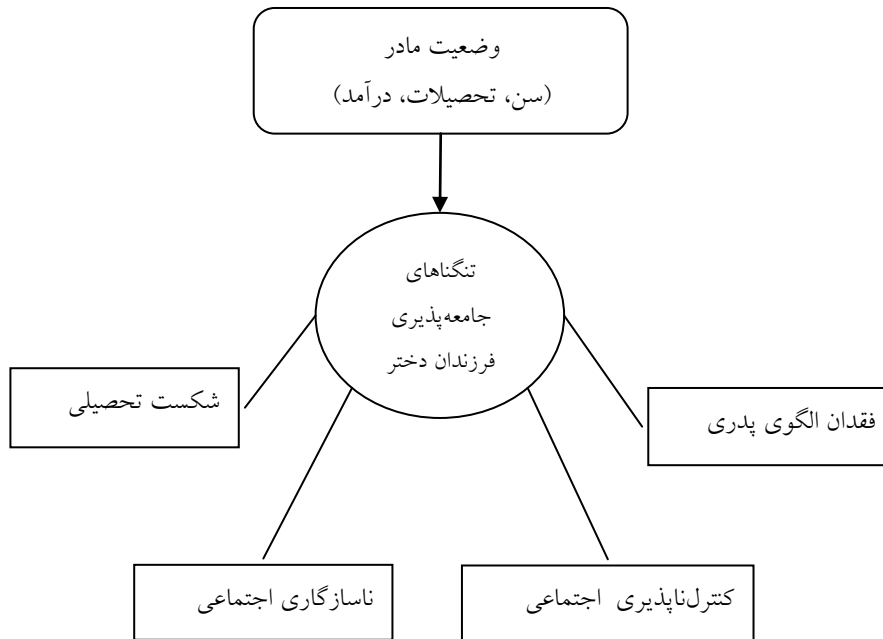 وضعیت مادر
(سن، تحصیلات، درآمد)
تنگناهای
جامعه‌پذیری
فرزندان دختر
فقدان الگوی پدری
شکست تحصیلی
کنترل‌ناپذیری اجتماعی
ناسازگاری اجتماعی